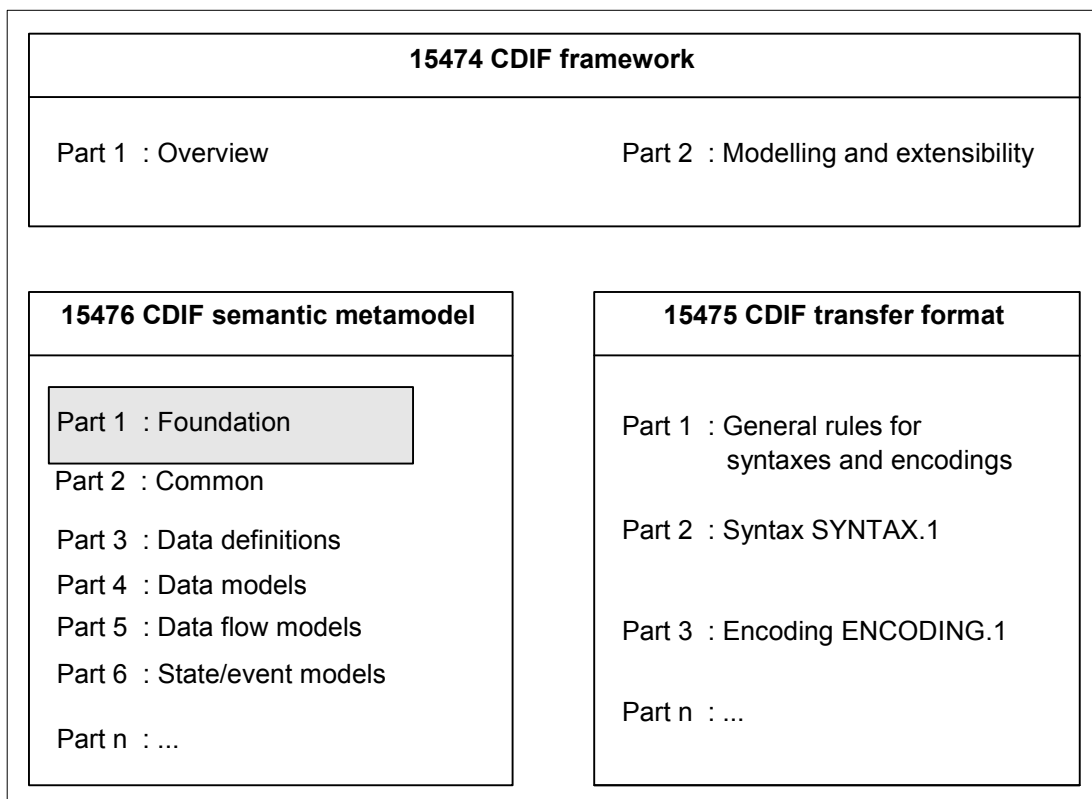 15474 CDIF framework
Part 1 : Overview
Part 2 : Modelling and extensibility
15476 CDIF semantic metamodel
Part 1 : Foundation
Part 2 : Common
Part 3 : Data definitions
Part 4 : Data models
Part 5 : Data flow models
Part 6 : State/event models
Part n : ...
15475 CDIF transfer format
Part 1 : General rules for
syntaxes and encodings
Part 2 : Syntax SYNTAX.1
Part 3 : Encoding ENCODING.1
Part n : ...